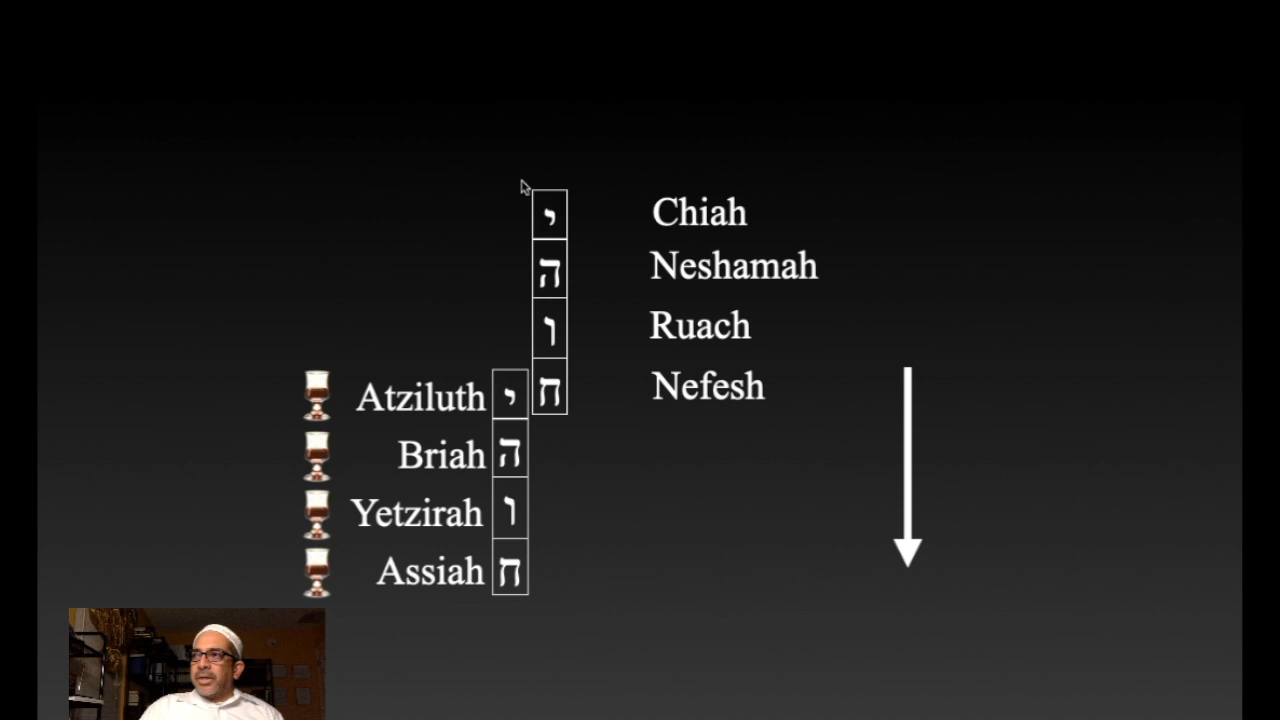 י Chiah
ה Neshamah
ו Ruach
ח Nefesh
Atziluth י
Briah ה
Yetzirah ו
Assiah ח